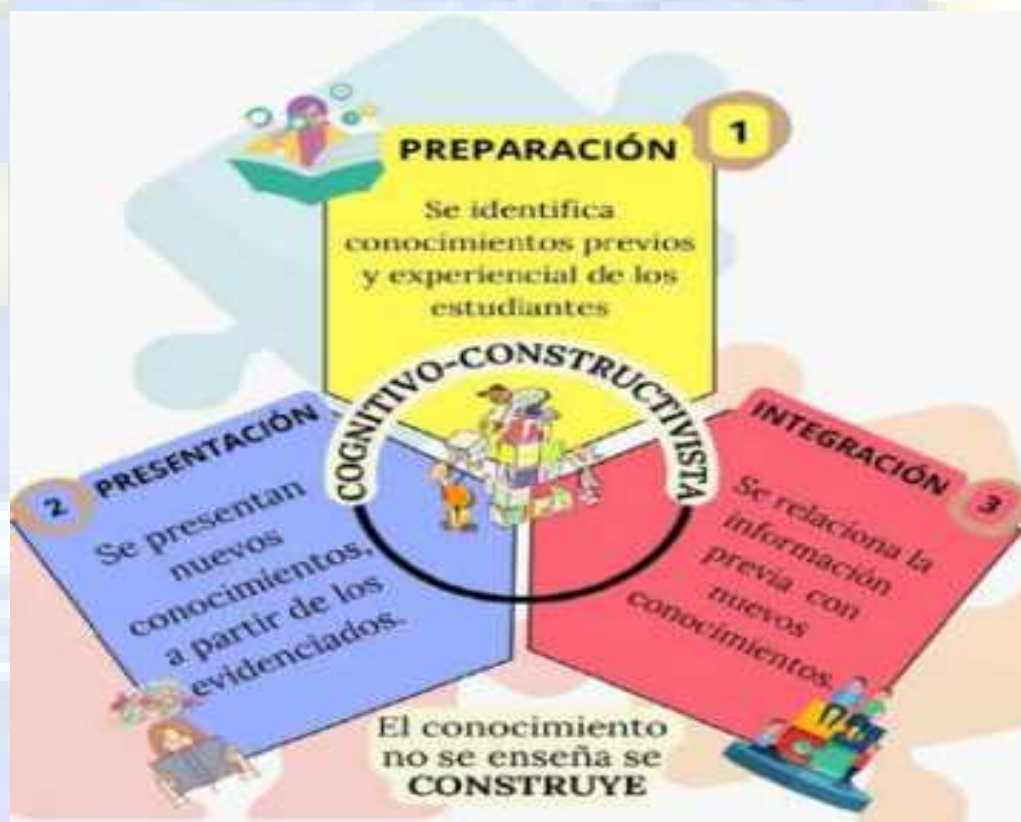 1
PREPARACIÓN
Se identifica
conocimientos previos
y experiencial de los
estudiantes
COGNITIVO-CONSTRUCTIVISTA
2
PRESENTACIÓN
Se presentan
nuevos
conocimientos,
a partir de los
evidenciados.
INTEGRACIÓN
3
Se relaciona la
información
previa con
nuevos
conocimientos.
El conocimiento
no se enseña se
CONSTRUYE